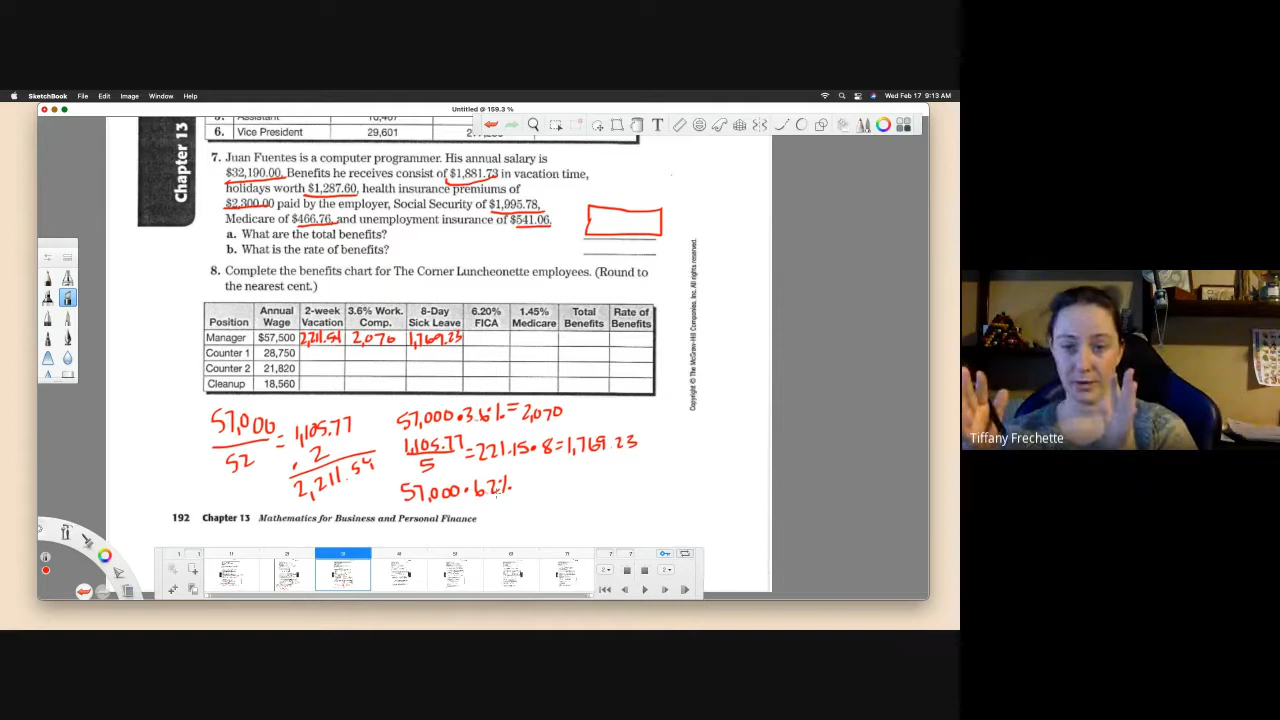 SketchBook File Edit Image Window Help
Wed Feb 17 9:13 AM
Untitled @ 159.3 %
Chapter 13
5. Assistant 10,467
6. Vice President 29,601
7. Juan Fuentes is a computer programmer. His annual salary is
$32,190.00. Benefits he receives consist of $1,881.73 in vacation time,
holidays worth $1,287.60, health insurance premiums of
$2,300.00 paid by the employer, Social Security of $1,995.78,
Medicare of $466.76, and unemployment insurance of $541.06.
a. What are the total benefits?
b. What is the rate of benefits?
8. Complete the benefits chart for The Corner Luncheonette employees. (Round to
the nearest cent.)
Position Annual Wage 2-week Vacation 3.6% Work. Comp. 8-Day Sick Leave 6.20% FICA 1.45% Medicare Total Benefits Rate of Benefits
Manager $57,500 2,211.54 2,070 1,769.23
Counter 1 28,750
Counter 2 21,820
Cleanup 18,560
57,000 / 52 = 1,105.77
· 2
2,211.54
57,000 · 3.6% = 2,070
1,105.77 / 5 = 221.15 · 8 = 1,769.23
57,000 · 6.2%
192 Chapter 13 Mathematics for Business and Personal Finance
Copyright © The McGraw-Hill Companies, Inc. All rights reserved.
Tiffany Frechette